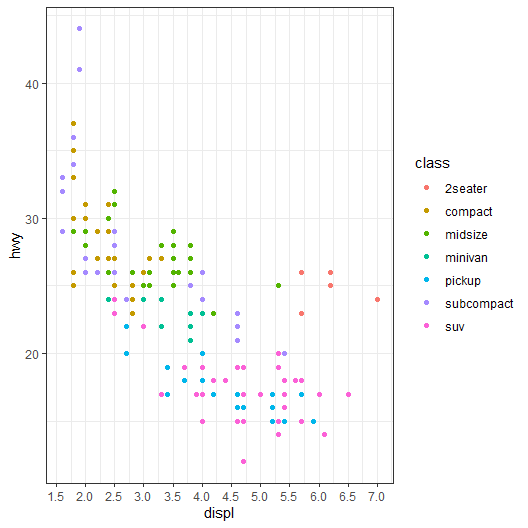 40
30
20
hwy
1.5 2.0 2.5 3.0 3.5 4.0 4.5 5.0 5.5 6.0 6.5 7.0
displ
class
2seater
compact
midsize
minivan
pickup
subcompact
suv